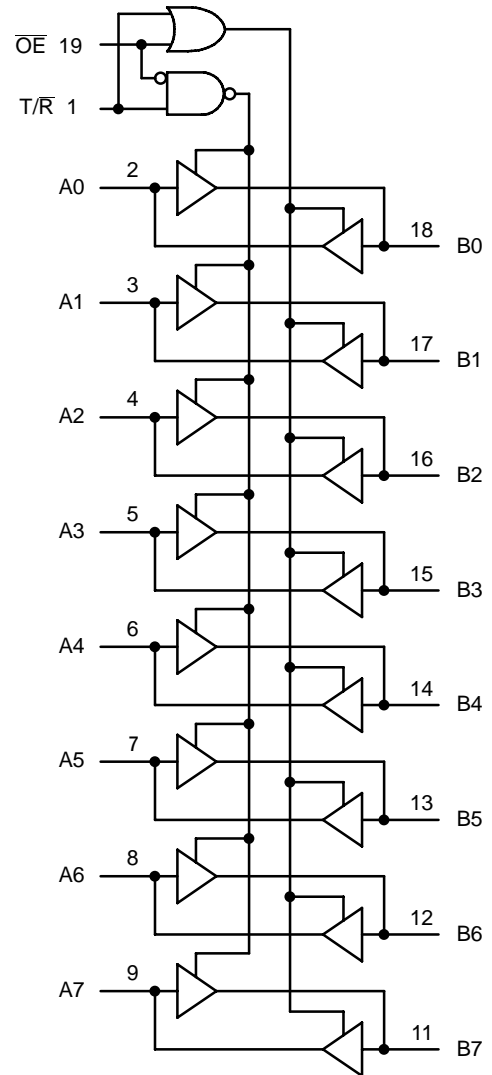 O̅E̅ 19
T/R̅ 1
A0 2
18 B0
A1 3
17 B1
A2 4
16 B2
A3 5
15 B3
A4 6
14 B4
A5 7
13 B5
A6 8
12 B6
A7 9
11 B7